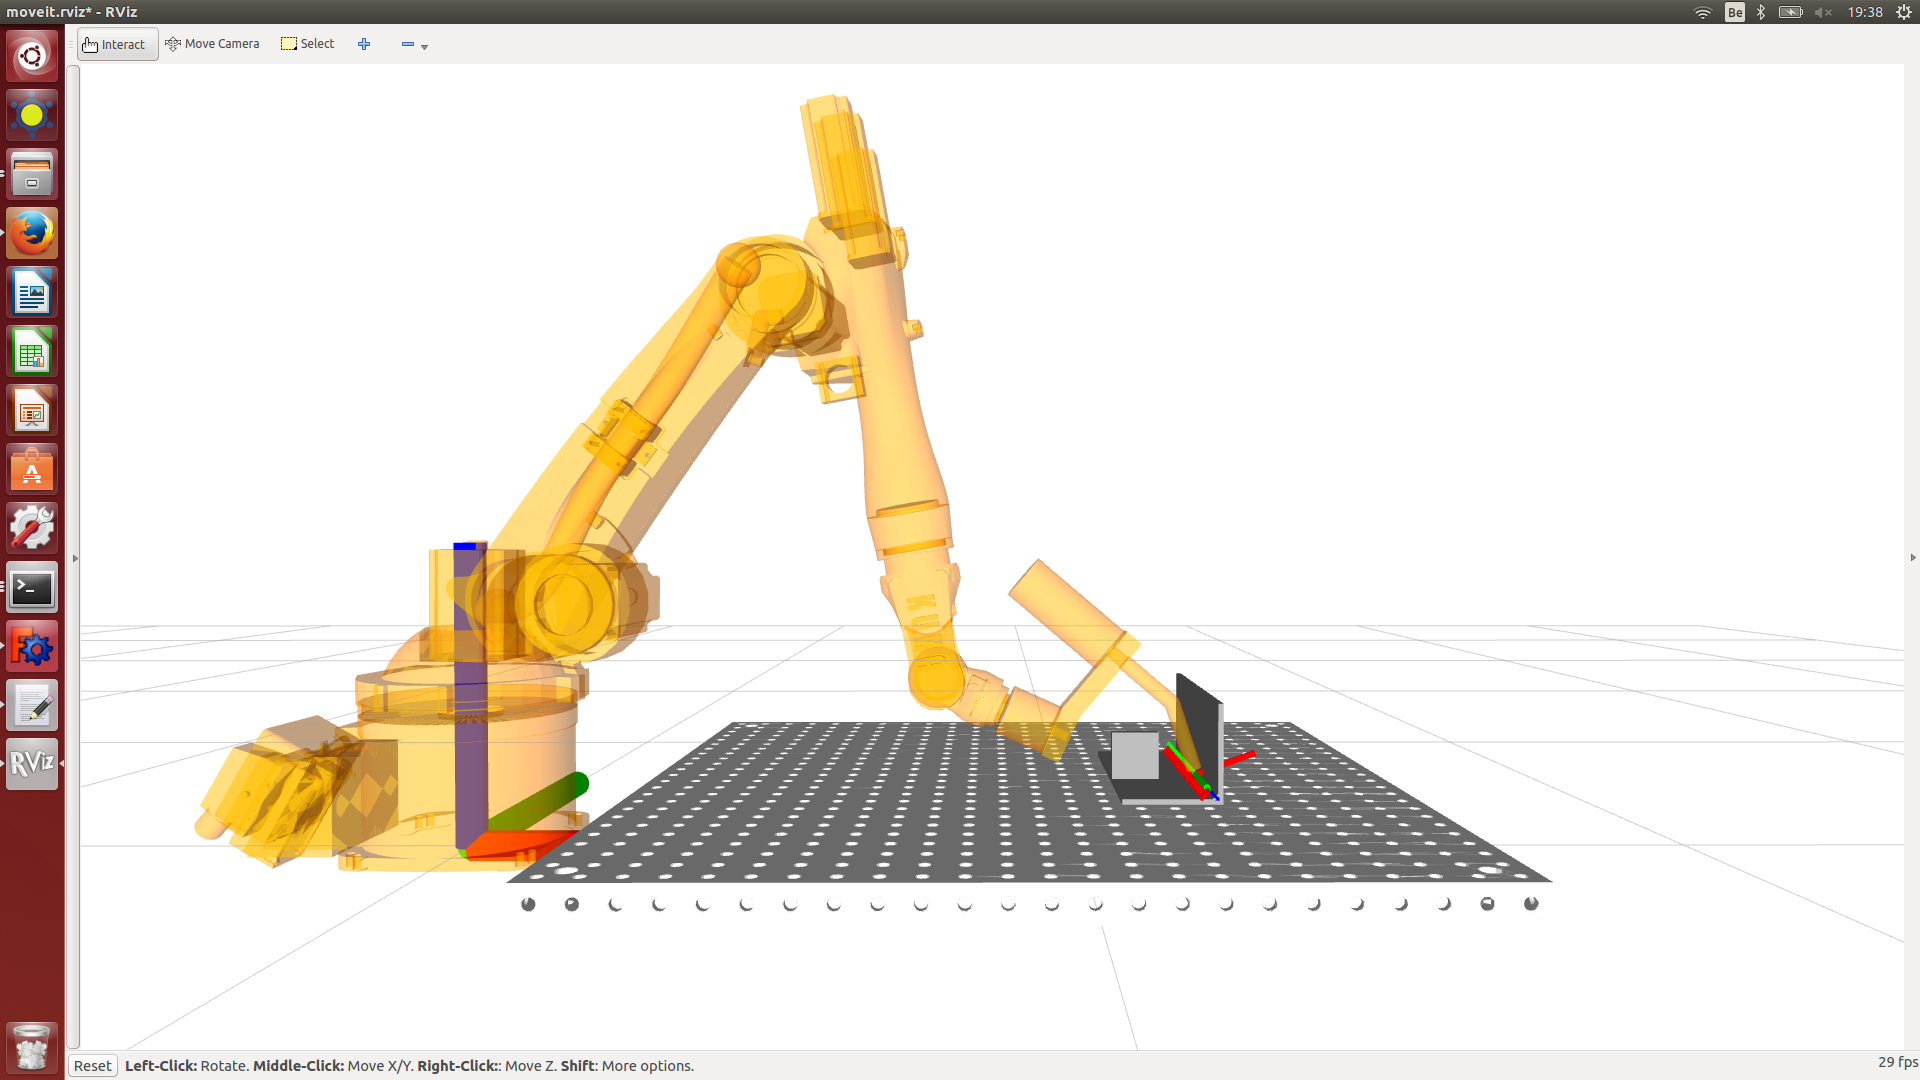 moveit.rviz* - RViz
Be
19:38
Interact
Move Camera
Select
KUKA
RViz
Reset
Left-Click: Rotate. Middle-Click: Move X/Y. Right-Click:: Move Z. Shift: More options.
29 fps